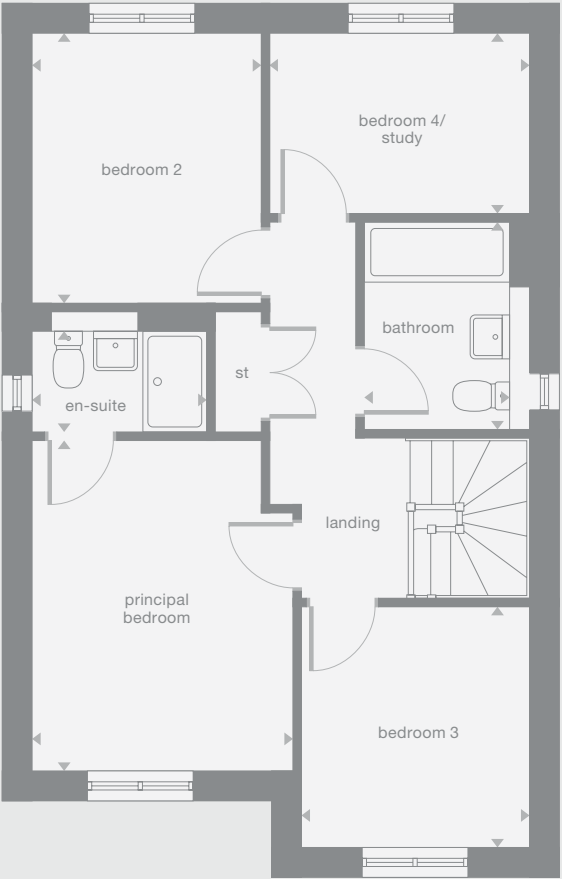 bedroom 2
bedroom 4/
study
bathroom
st
en-suite
landing
principal
bedroom
bedroom 3